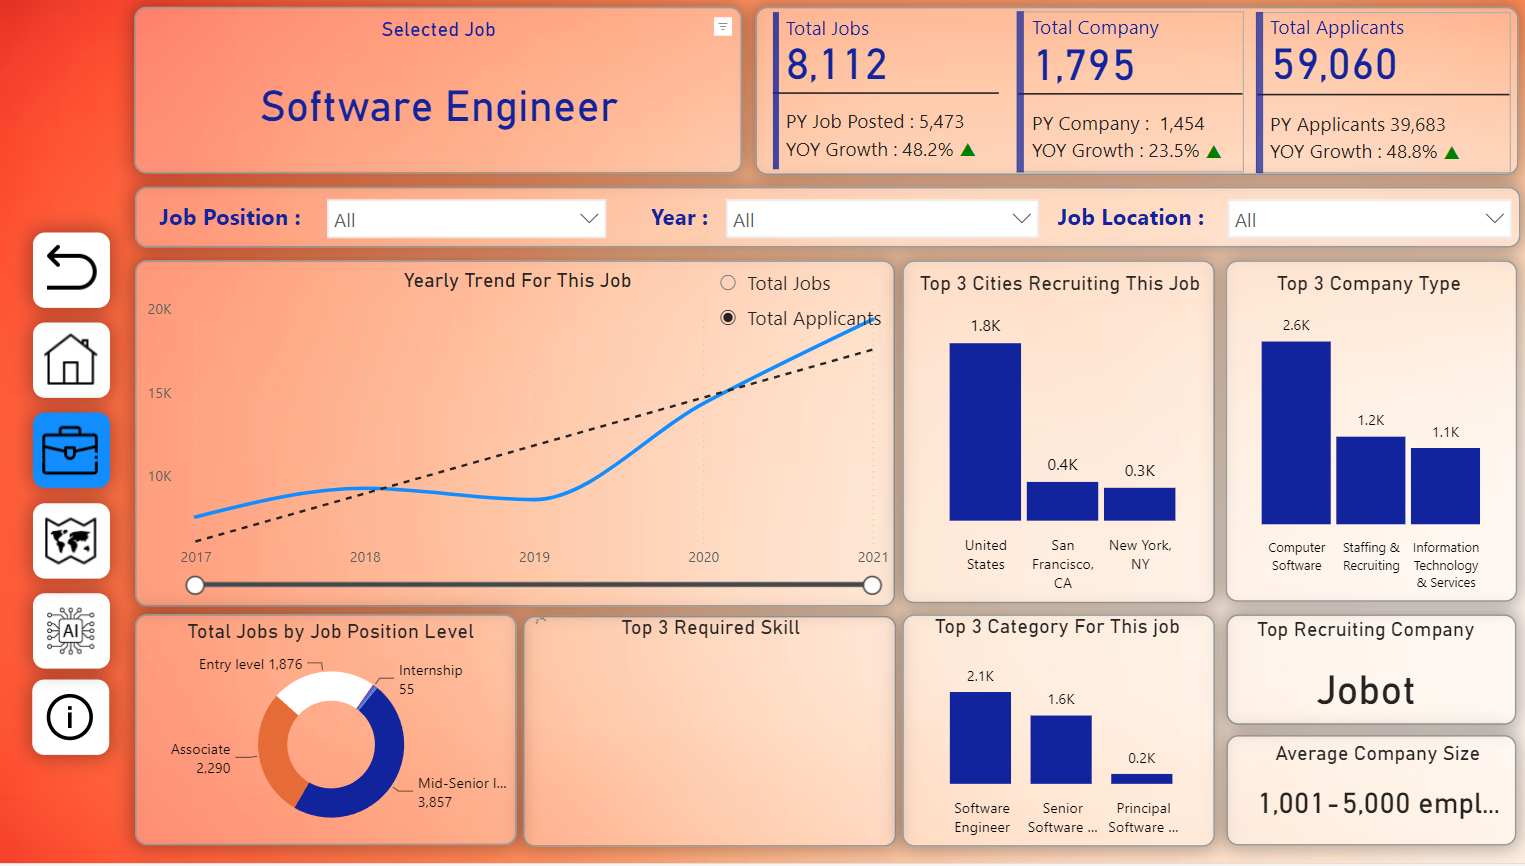 Selected Job
Software Engineer
Total Jobs
8,112
PY Job Posted : 5,473
YOY Growth : 48.2% ▲
Total Company
1,795
PY Company : 1,454
YOY Growth : 23.5% ▲
Total Applicants
59,060
PY Applicants 39,683
YOY Growth : 48.8% ▲
Job Position :
All
Year :
All
Job Location :
All
Yearly Trend For This Job
Total Jobs
Total Applicants
20K
15K
10K
2017
2018
2019
2020
2021
Top 3 Cities Recruiting This Job
1.8K
0.4K
0.3K
United
States
San
Francisco,
CA
New York,
NY
Top 3 Company Type
2.6K
1.2K
1.1K
Computer
Software
Staffing &
Recruiting
Information
Technology
& Services
AI
i
Total Jobs by Job Position Level
Entry level 1,876
Internship
55
Associate
2,290
Mid-Senior l...
3,857
Top 3 Required Skill
Top 3 Category For This job
2.1K
1.6K
0.2K
Software
Engineer
Senior
Software ...
Principal
Software ...
Top Recruiting Company
Jobot
Average Company Size
1,001-5,000 empl...